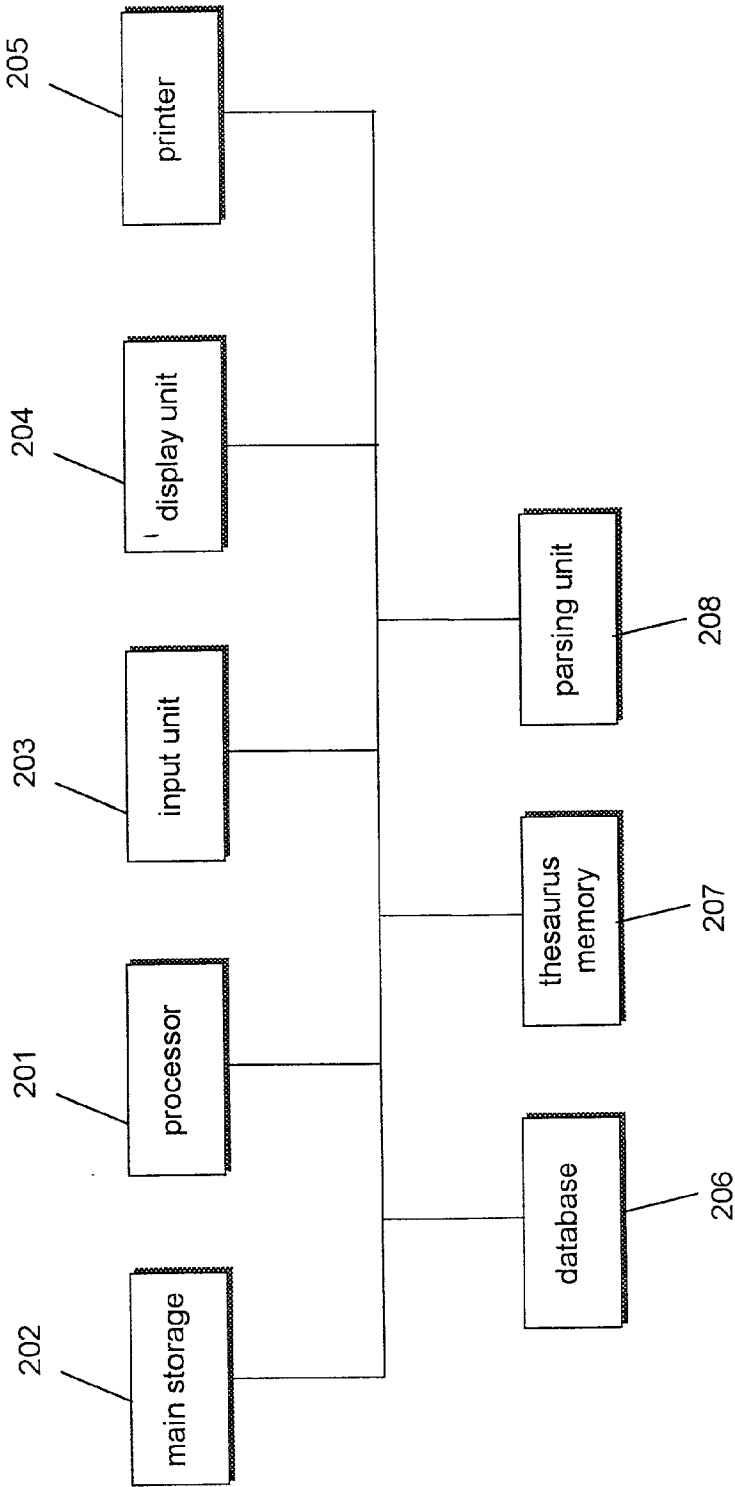 202
201
203
204
205
main storage
processor
input unit
display unit
printer
database
thesaurus
memory
parsing unit
206
207
208